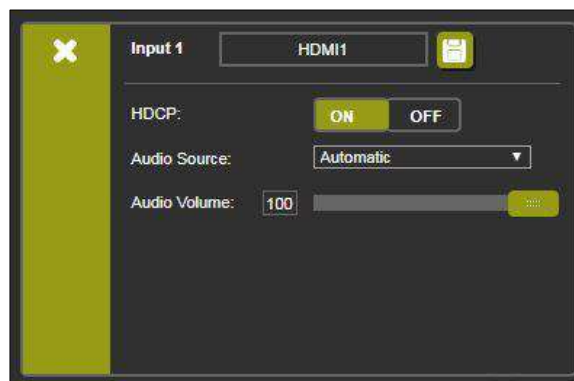 Input 1 HDMI1
HDCP: ON OFF
Audio Source: Automatic
Audio Volume: 100